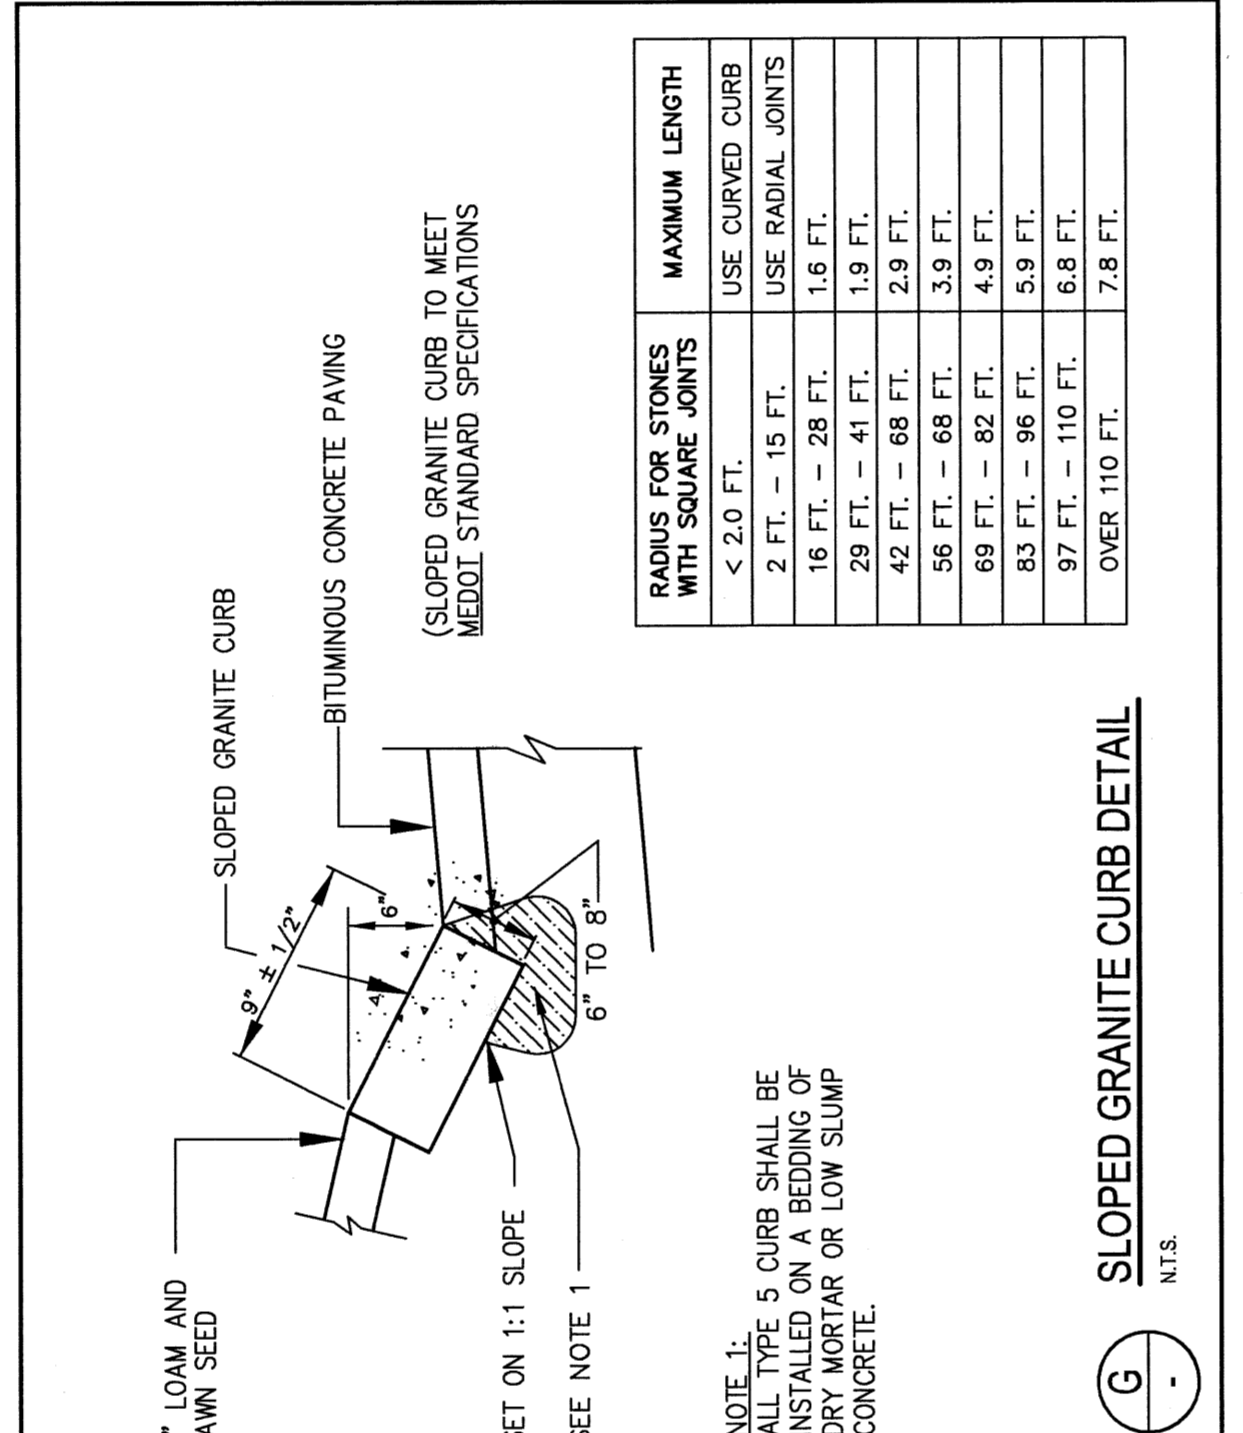 " LOAM AND
AWN SEED
SLOPED GRANITE CURB
9" ± 1/2"
6"
BITUMINOUS CONCRETE PAVING
(SLOPED GRANITE CURB TO MEET
MEDOT STANDARD SPECIFICATIONS
SET ON 1:1 SLOPE
SEE NOTE 1
6" TO 8"
NOTE 1:
ALL TYPE 5 CURB SHALL BE
INSTALLED ON A BEDDING OF
DRY MORTAR OR LOW SLUMP
CONCRETE.
RADIUS FOR STONES
WITH SQUARE JOINTS
MAXIMUM LENGTH
< 2.0 FT. USE CURVED CURB
2 FT. – 15 FT. USE RADIAL JOINTS
16 FT. – 28 FT. 1.6 FT.
29 FT. – 41 FT. 1.9 FT.
42 FT. – 68 FT. 2.9 FT.
56 FT. – 68 FT. 3.9 FT.
69 FT. – 82 FT. 4.9 FT.
83 FT. – 96 FT. 5.9 FT.
97 FT. – 110 FT. 6.8 FT.
OVER 110 FT. 7.8 FT.
G
-
SLOPED GRANITE CURB DETAIL
N.T.S.